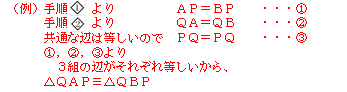 （例）手順① より　ＡＰ＝ＢＰ　・・・①
手順② より　ＱＡ＝ＱＢ　・・・②
共通な辺は等しいので　ＰＱ＝ＰＱ　・・・③
①，②，③より
３組の辺がそれぞれ等しいから、
△ＱＡＰ≡△ＱＢＰ